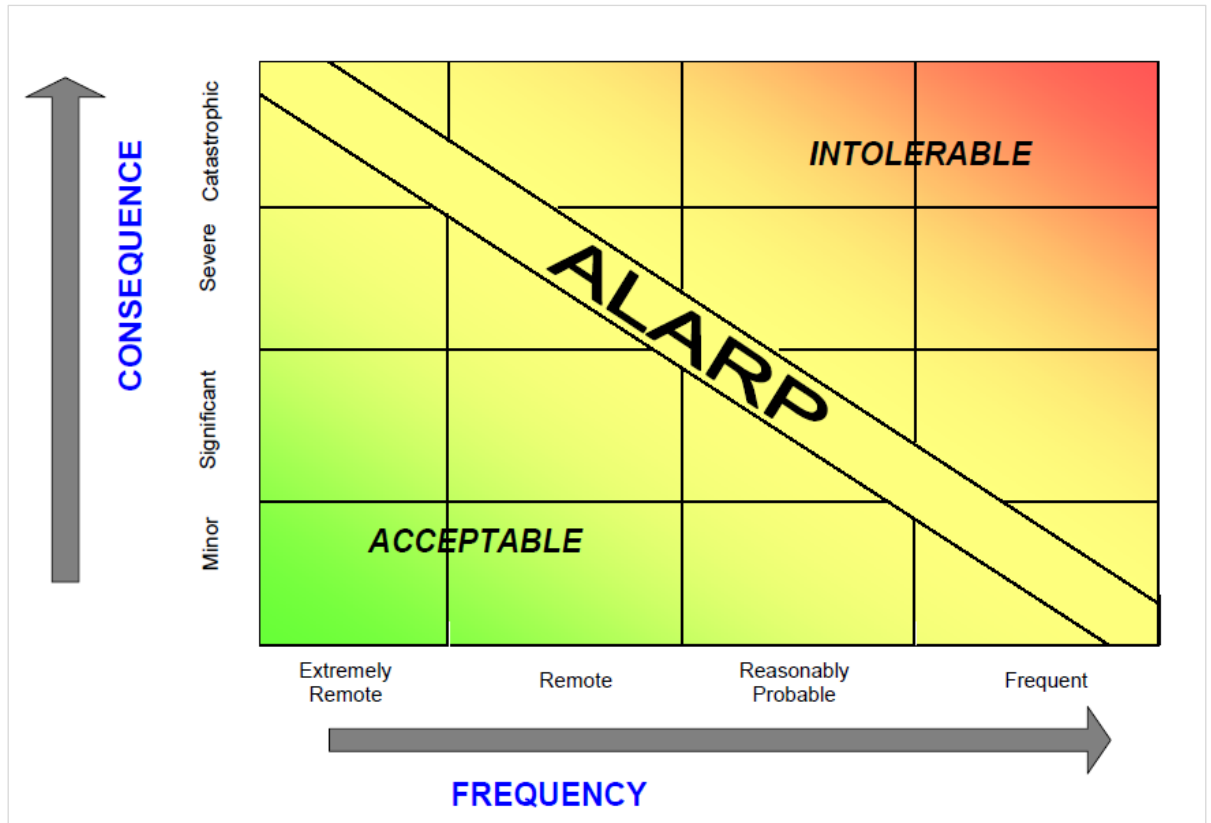 CONSEQUENCE
Catastrophic
Severe
Significant
Minor
INTOLERABLE
ALARP
ACCEPTABLE
Extremely
Remote
Remote
Reasonably
Probable
Frequent
FREQUENCY